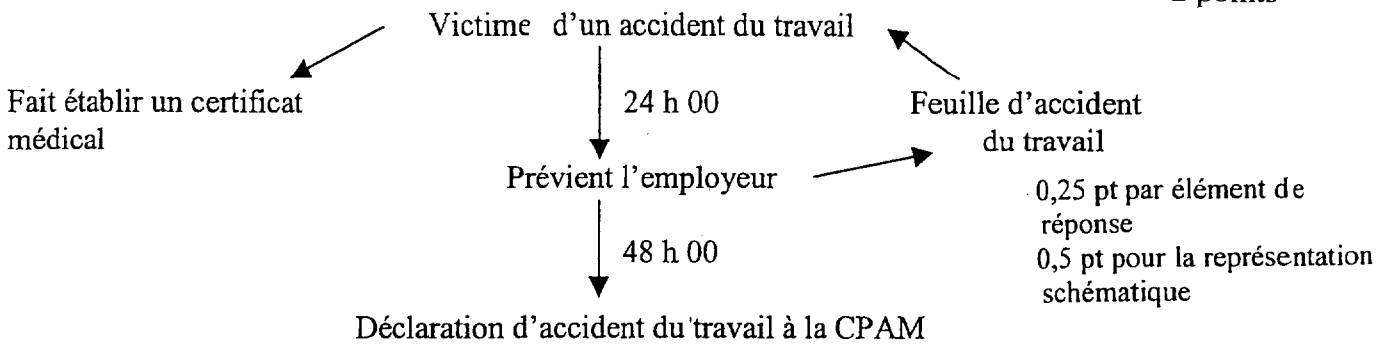 Victime d'un accident du travail
Fait établir un certificat
médical
24 h 00
Feuille d'accident
du travail
Prévient l'employeur
0,25 pt par élément de
réponse
0,5 pt pour la représentation
schématique
48 h 00
Déclaration d'accident du travail à la CPAM